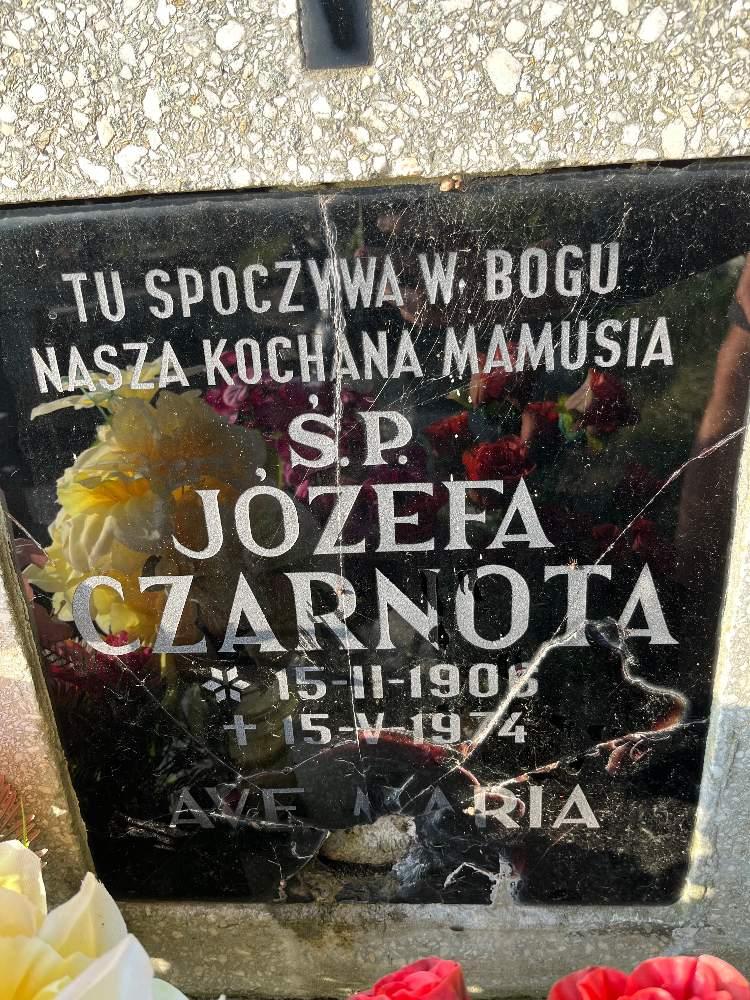 TU SPOCZYWA W BOGU
NASZA KOCHANA MAMUSIA
Ś.P.
JÓZEFA
CZARNOTA
* 15-II-1906
+ 15-V-1974
AVE MARIA